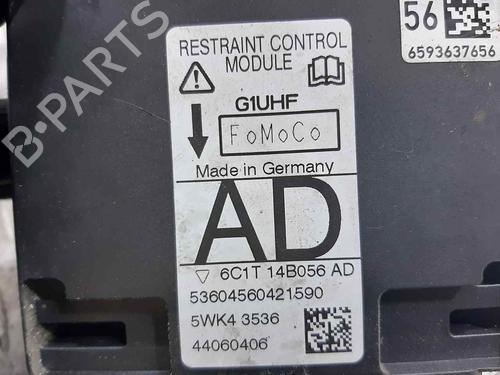 B-PARTS
56
6593637656
RESTRAINT CONTROL
MODULE
G1UHF
FoMoCo
Made in Germany
AD
6C1T 14B056 AD
53604560421590
5WK4 3536
44060406